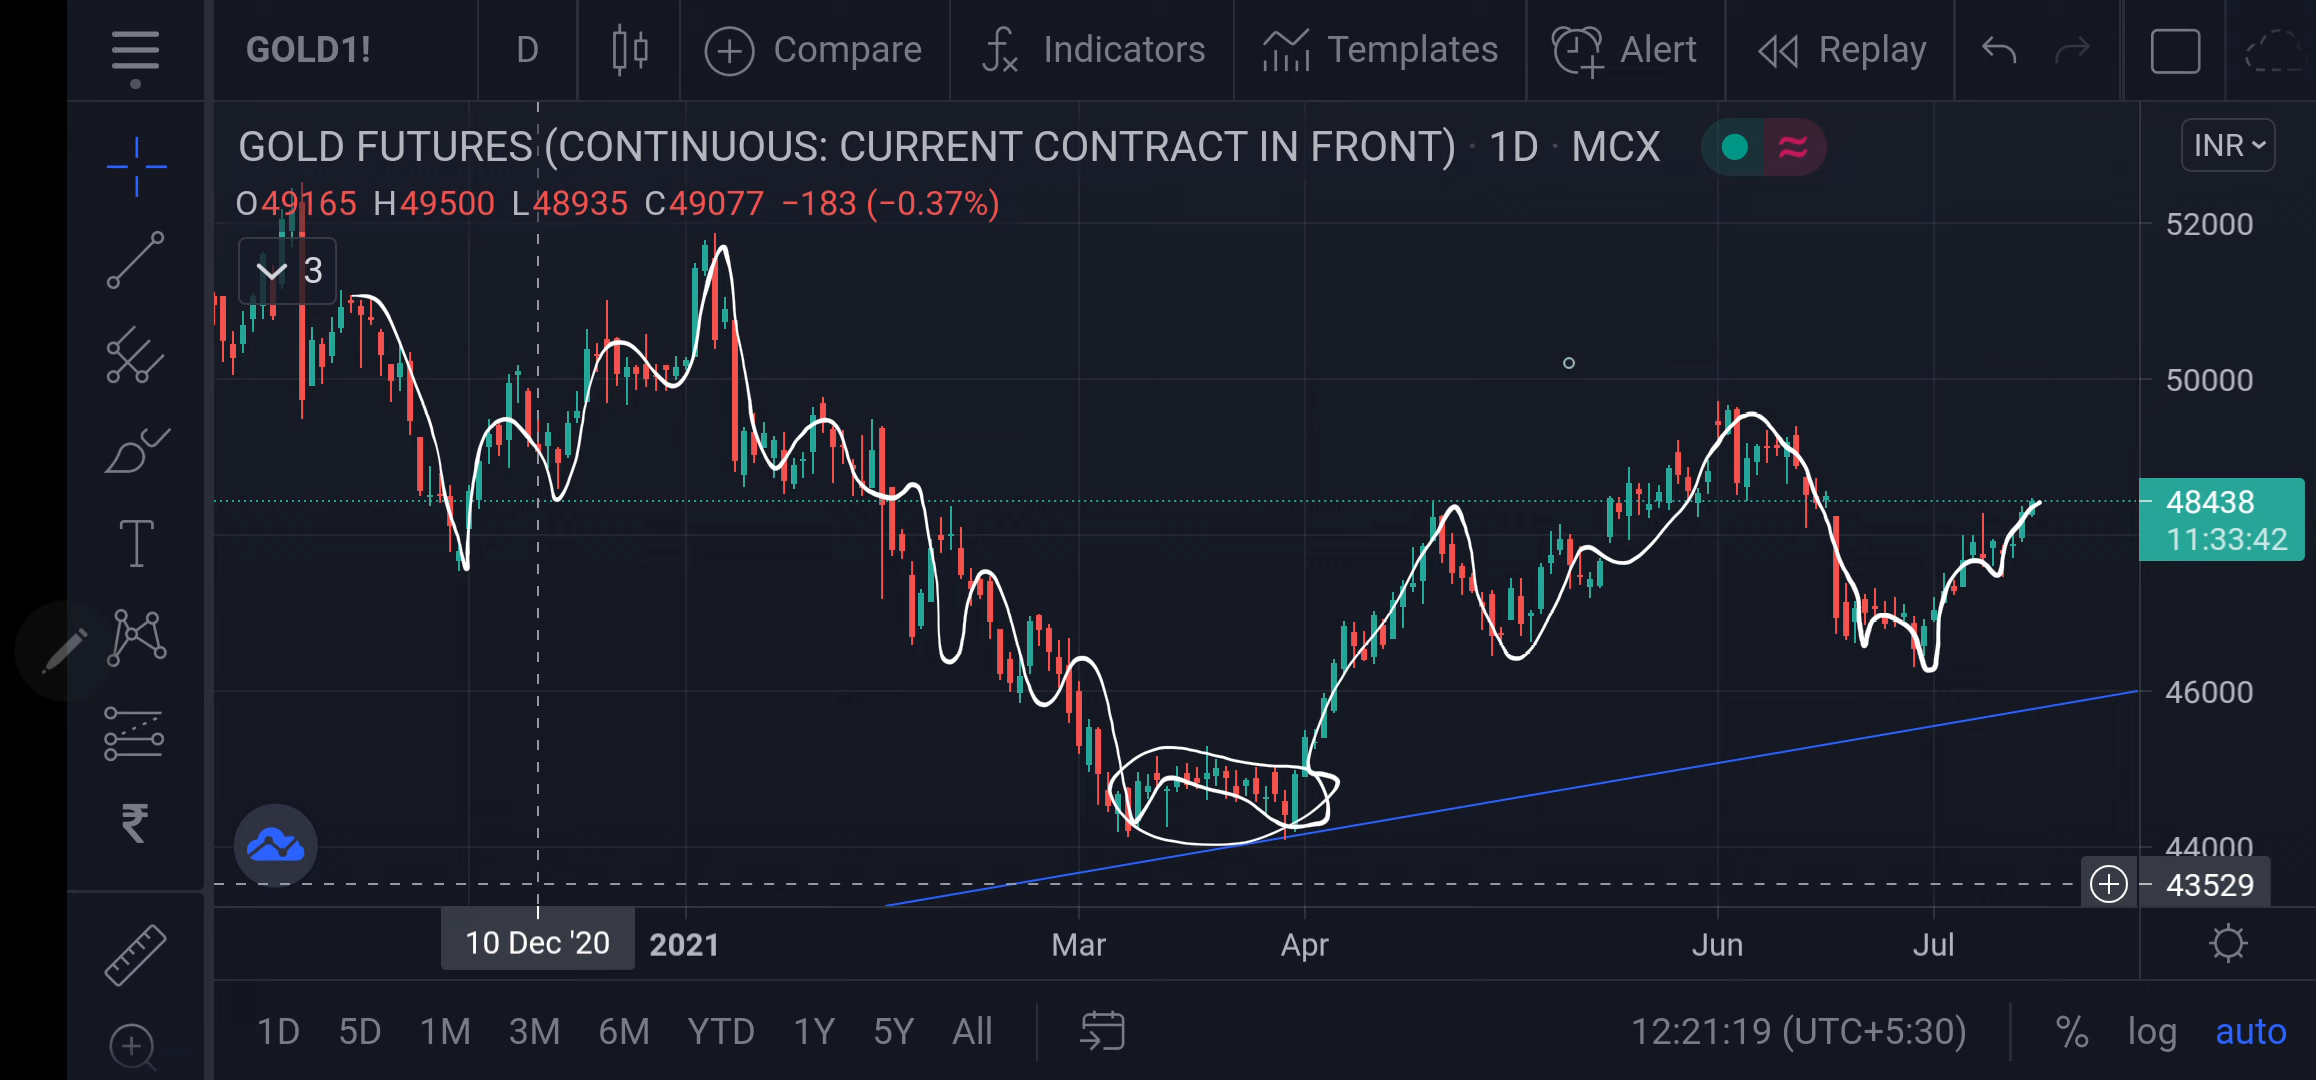 GOLD1! D Compare Indicators Templates Alert Replay
GOLD FUTURES (CONTINUOUS: CURRENT CONTRACT IN FRONT) · 1D · MCX
INR
O49165 H49500 L48935 C49077 −183 (−0.37%)
3
52000
50000
48438
11:33:42
46000
44000
43529
10 Dec '20 2021 Mar Apr Jun Jul
1D 5D 1M 3M 6M YTD 1Y 5Y All 12:21:19 (UTC+5:30) % log auto